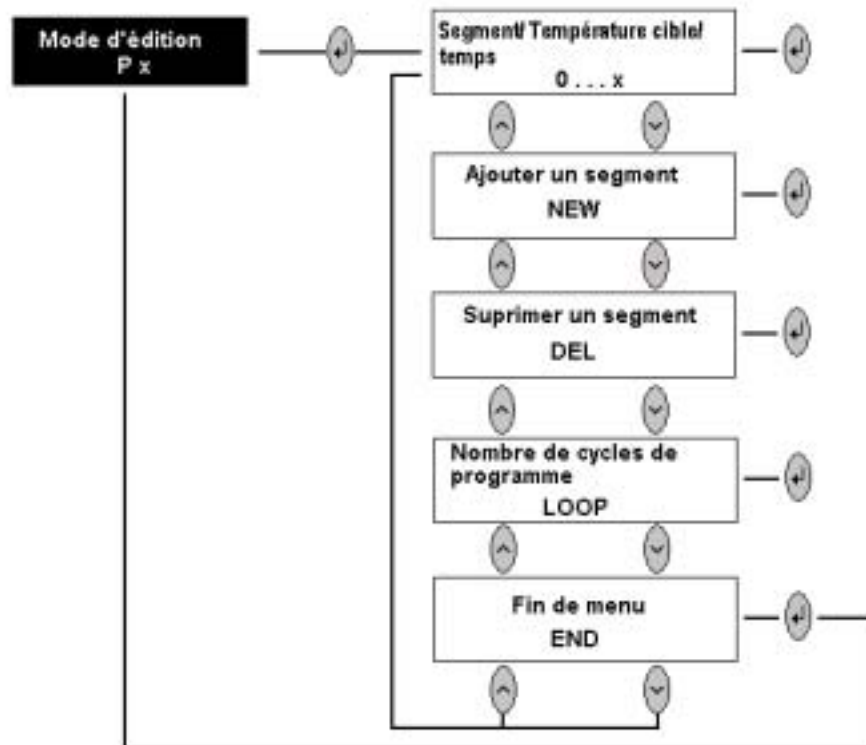 Mode d'édition
P x
Segment/ Température cible/
temps
0 . . . x
Ajouter un segment
NEW
Suprimer un segment
DEL
Nombre de cycles de
programme
LOOP
Fin de menu
END